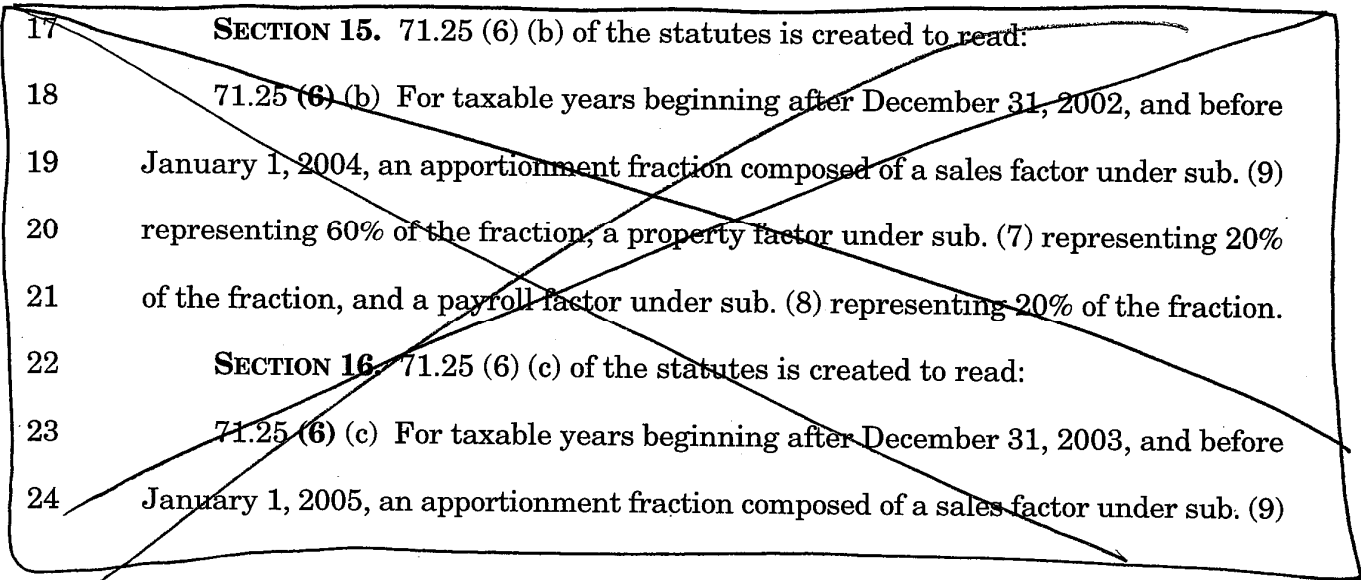 17 SECTION 15. 71.25 (6) (b) of the statutes is created to read:
18 71.25 (6) (b) For taxable years beginning after December 31, 2002, and before
19 January 1, 2004, an apportionment fraction composed of a sales factor under sub. (9)
20 representing 60% of the fraction, a property factor under sub. (7) representing 20%
21 of the fraction, and a payroll factor under sub. (8) representing 20% of the fraction.
22 SECTION 16. 71.25 (6) (c) of the statutes is created to read:
23 71.25 (6) (c) For taxable years beginning after December 31, 2003, and before
24 January 1, 2005, an apportionment fraction composed of a sales factor under sub. (9)